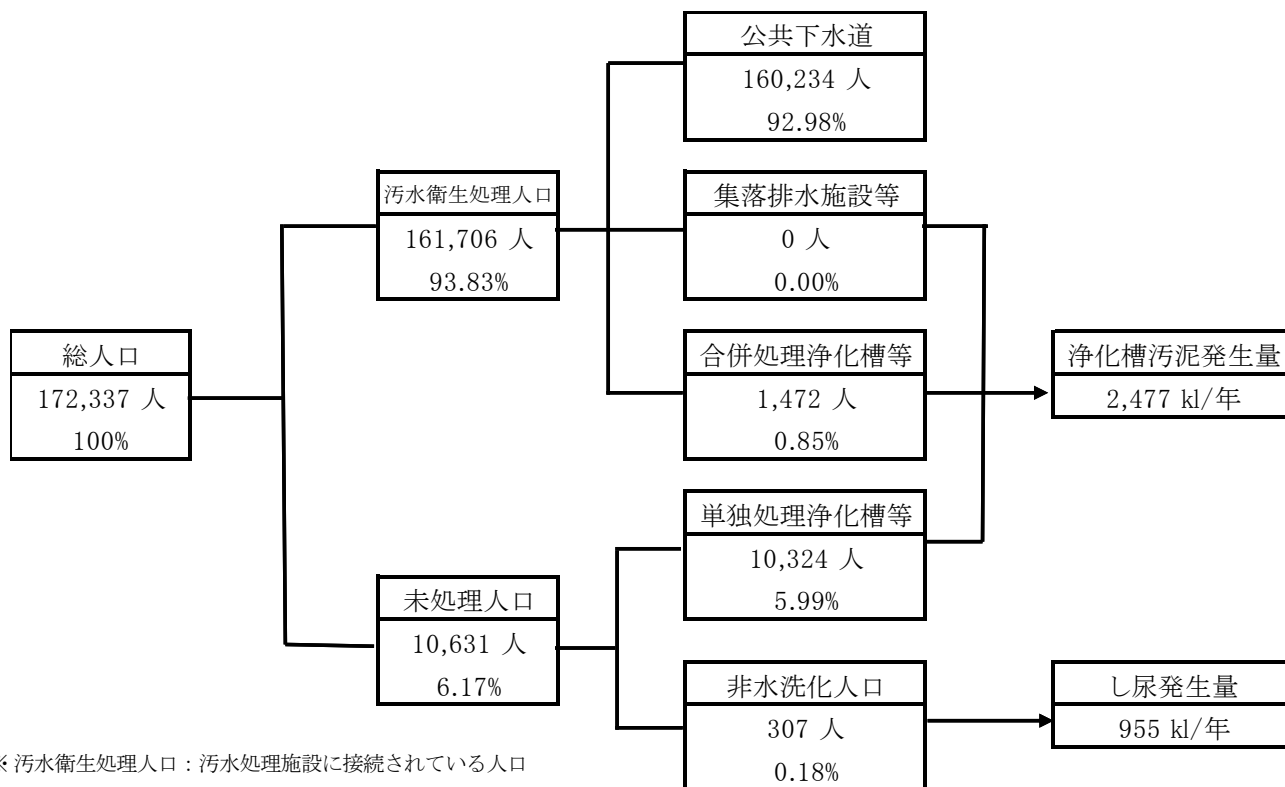 公共下水道
160,234 人
92.98%
汚水衛生処理人口
161,706 人
93.83%
集落排水施設等
0 人
0.00%
総人口
172,337 人
100%
合併処理浄化槽等
1,472 人
0.85%
浄化槽汚泥発生量
2,477 kl/年
単独処理浄化槽等
10,324 人
5.99%
未処理人口
10,631 人
6.17%
非水洗化人口
307 人
0.18%
し尿発生量
955 kl/年
※汚水衛生処理人口：汚水処理施設に接続されている人口